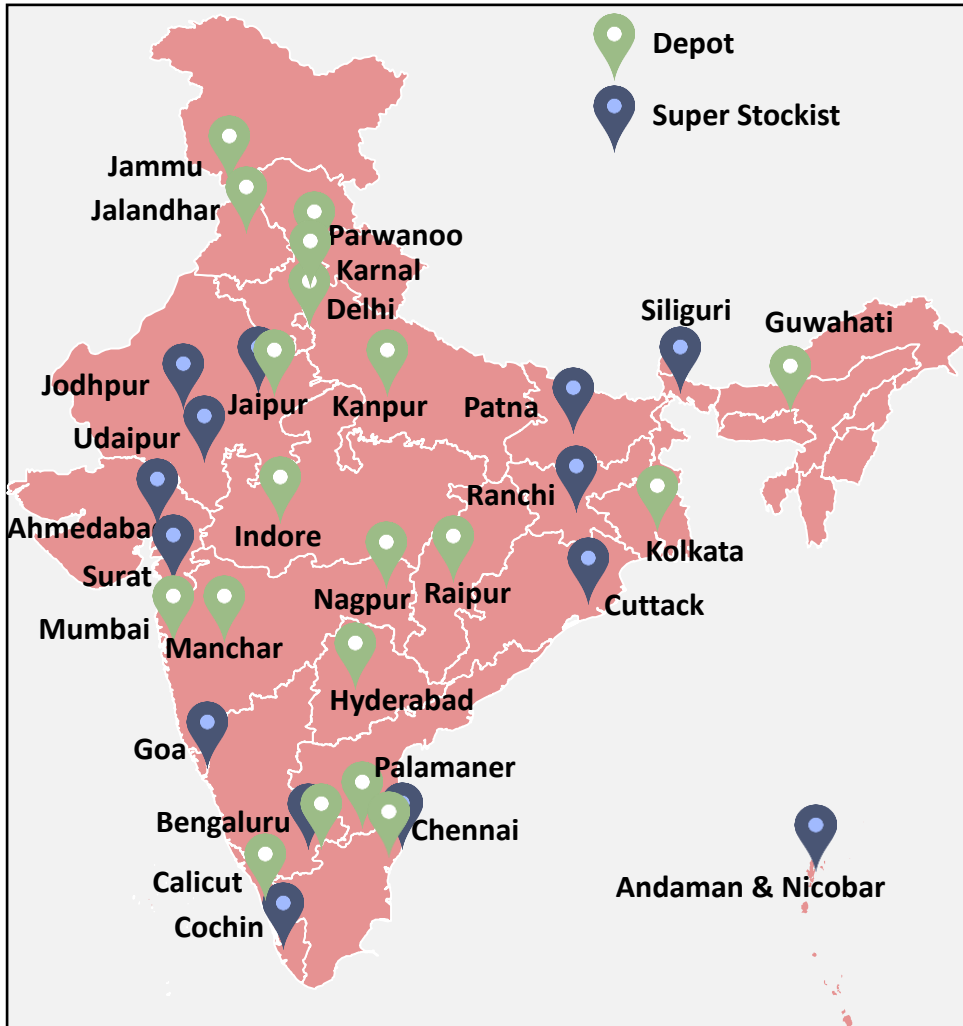 Depot
Super Stockist
Jammu
Jalandhar
Parwanoo
Karnal
Delhi
Siliguri
Guwahati
Jodhpur
Jaipur
Kanpur
Patna
Udaipur
Ranchi
Ahmedaba
Indore
Kolkata
Surat
Nagpur
Raipur
Cuttack
Mumbai
Manchar
Hyderabad
Goa
Palamaner
Bengaluru
Chennai
Calicut
Andaman & Nicobar
Cochin